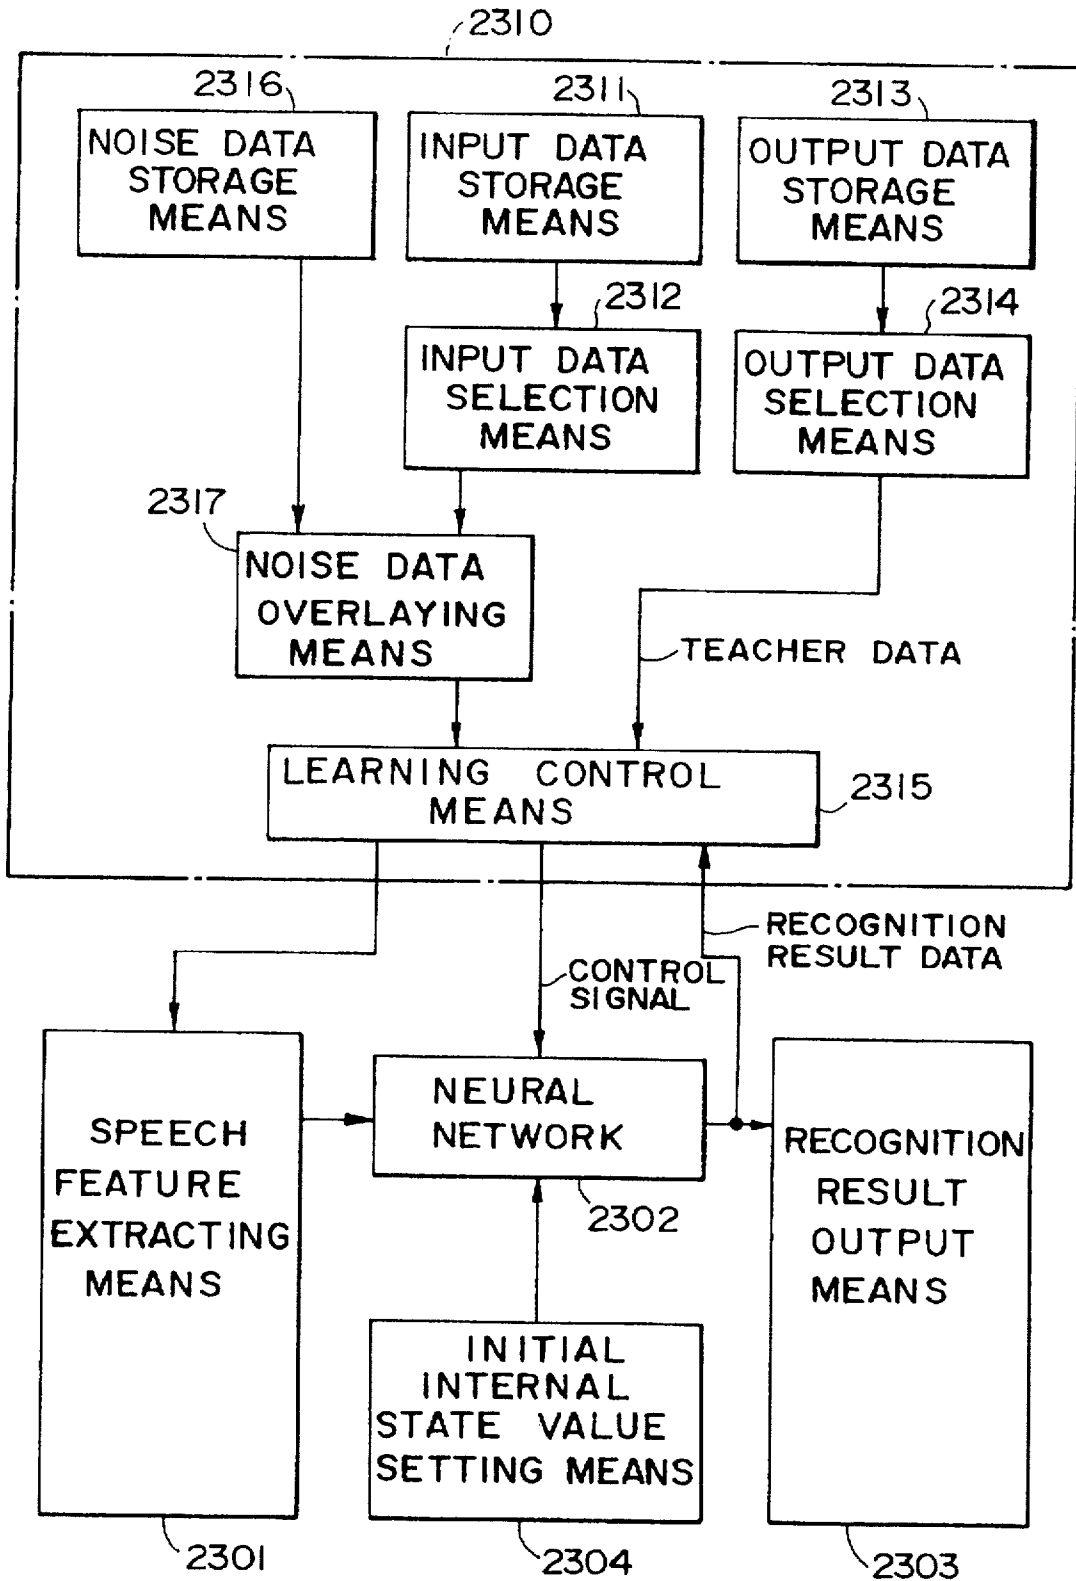 2310
2316
2311
2313
NOISE DATA
STORAGE
MEANS
INPUT DATA
STORAGE
MEANS
OUTPUT DATA
STORAGE
MEANS
2312
2314
INPUT DATA
SELECTION
MEANS
OUTPUT DATA
SELECTION
MEANS
2317
NOISE DATA
OVERLAYING
MEANS
TEACHER DATA
LEARNING CONTROL
MEANS
2315
RECOGNITION
RESULT DATA
CONTROL
SIGNAL
SPEECH
FEATURE
EXTRACTING
MEANS
NEURAL
NETWORK
2302
RECOGNITION
RESULT
OUTPUT
MEANS
INITIAL
INTERNAL
STATE VALUE
SETTING MEANS
2301
2304
2303